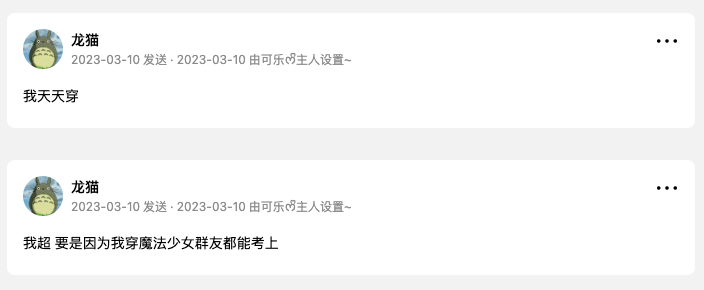 龙猫
2023-03-10 发送 · 2023-03-10 由可乐ෆ主人设置~
我天天穿
龙猫
2023-03-10 发送 · 2023-03-10 由可乐ෆ主人设置~
我超 要是因为我穿魔法少女群友都能考上